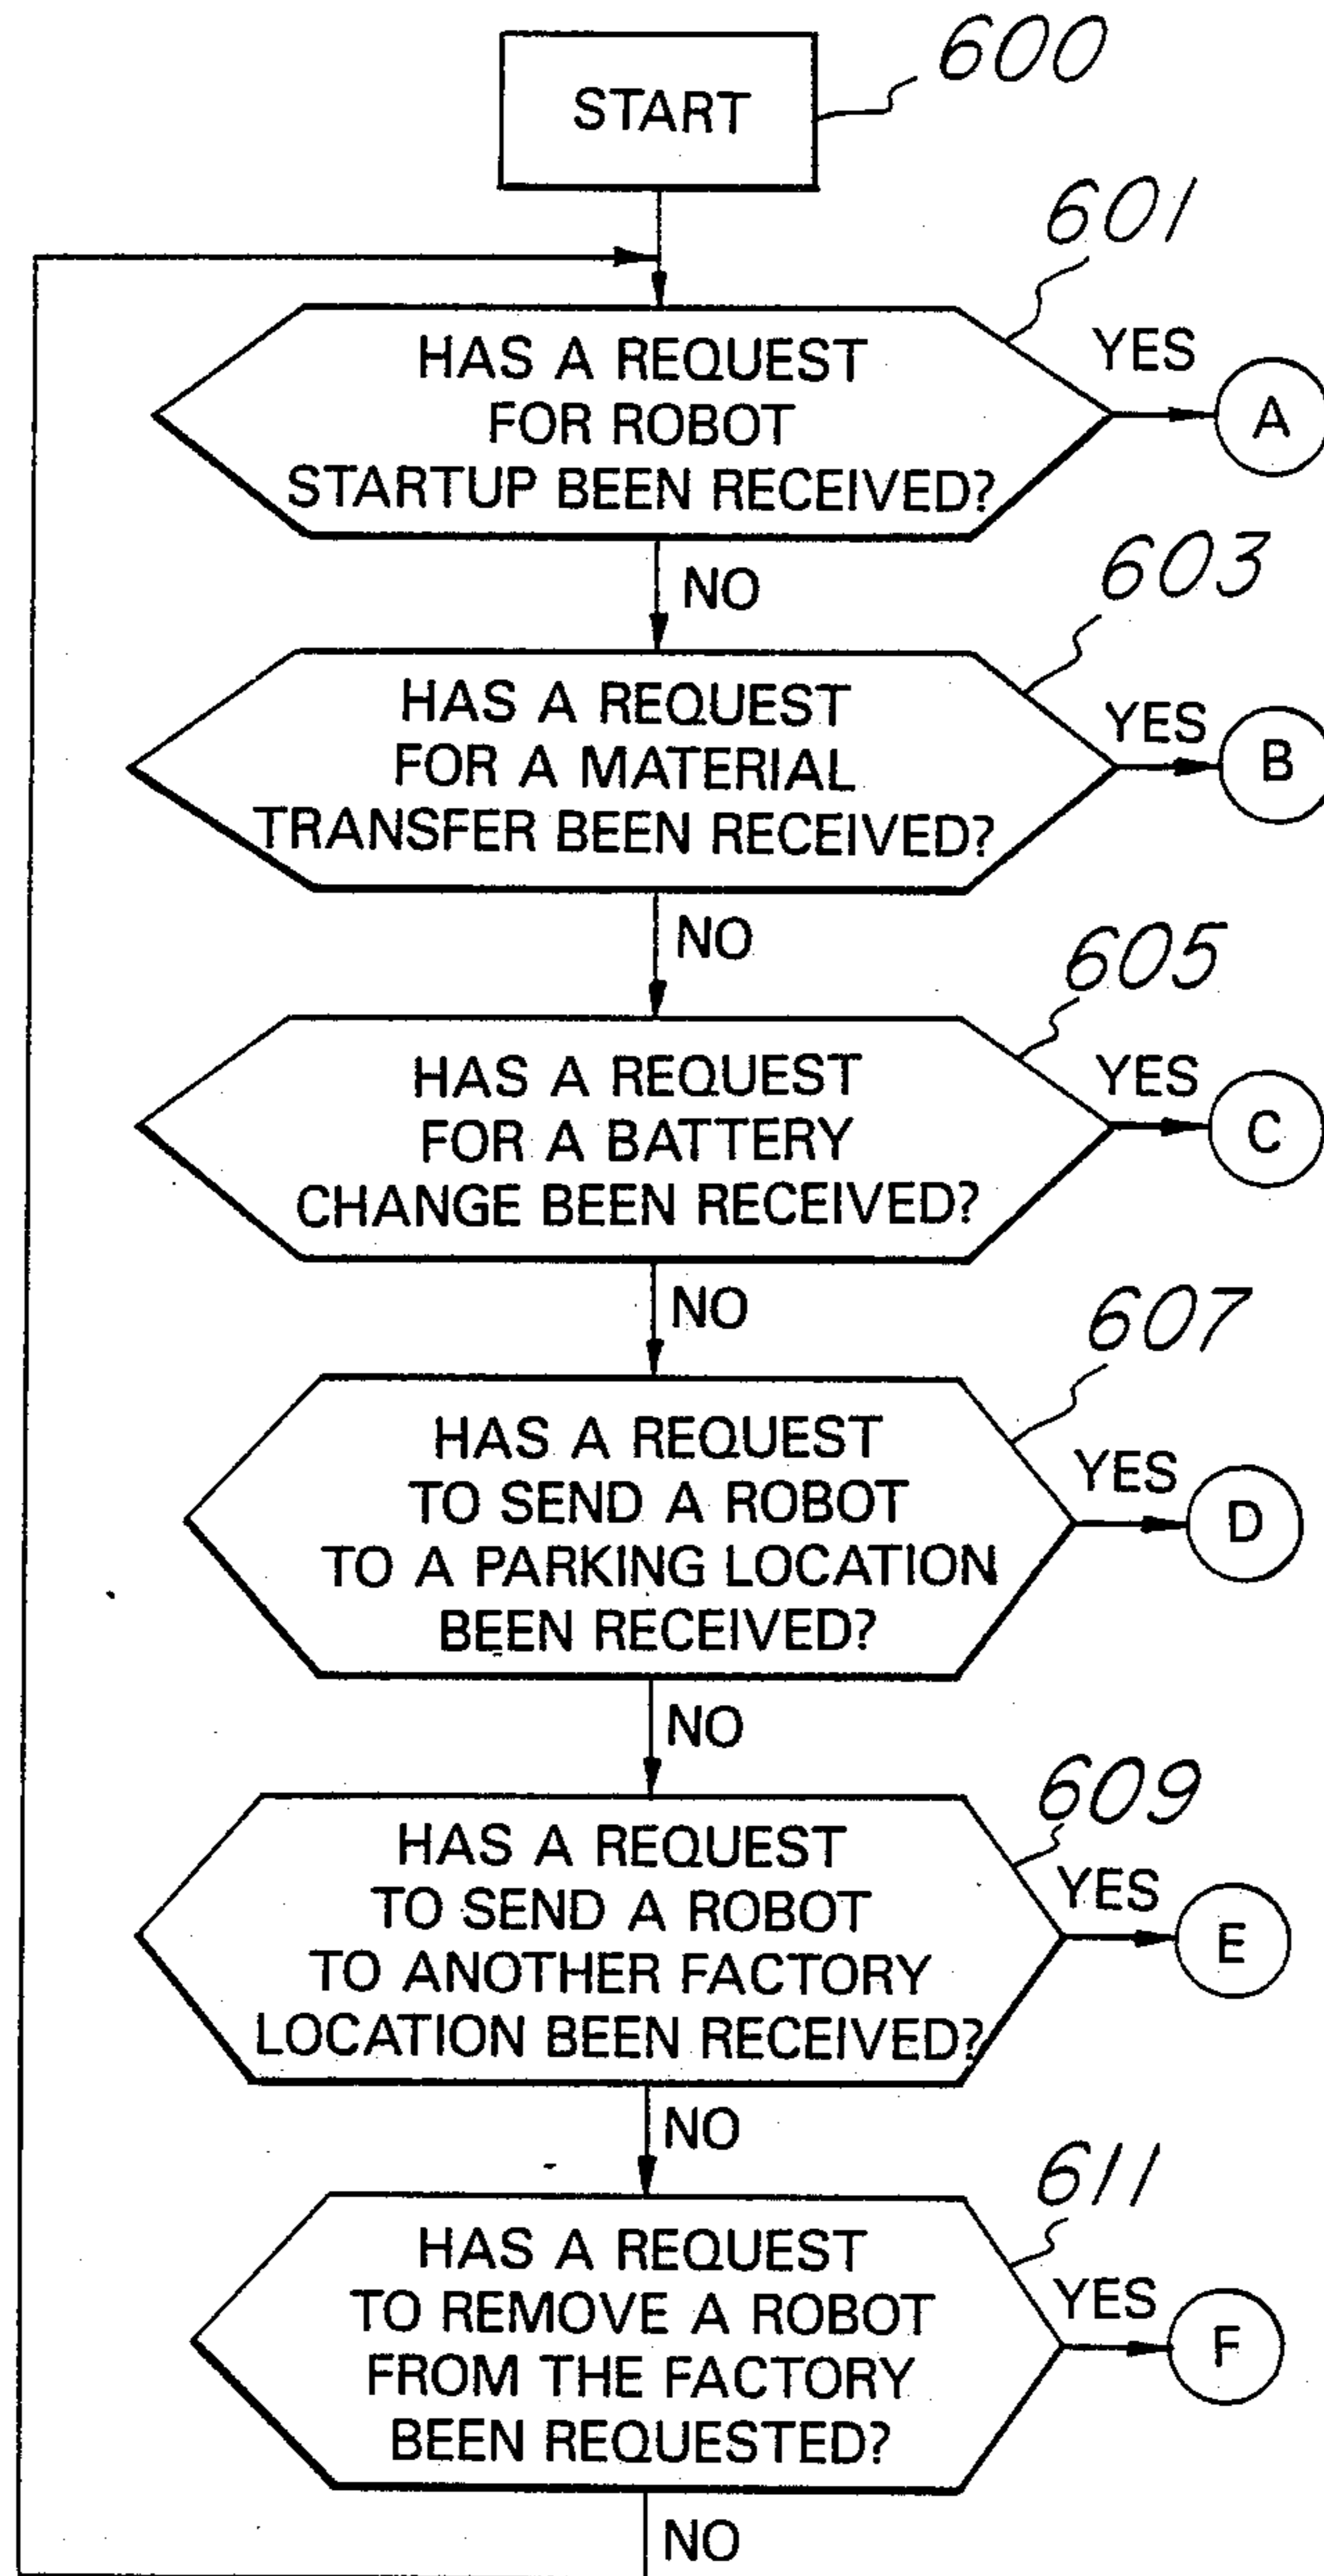 START
600
601
HAS A REQUEST
FOR ROBOT
STARTUP BEEN RECEIVED?
YES
A
NO
603
HAS A REQUEST
FOR A MATERIAL
TRANSFER BEEN RECEIVED?
YES
B
NO
605
HAS A REQUEST
FOR A BATTERY
CHANGE BEEN RECEIVED?
YES
C
NO
607
HAS A REQUEST
TO SEND A ROBOT
TO A PARKING LOCATION
BEEN RECEIVED?
YES
D
NO
609
HAS A REQUEST
TO SEND A ROBOT
TO ANOTHER FACTORY
LOCATION BEEN RECEIVED?
YES
E
NO
611
HAS A REQUEST
TO REMOVE A ROBOT
FROM THE FACTORY
BEEN REQUESTED?
YES
F
NO